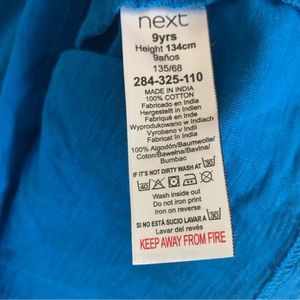 next
9yrs
Height 134cm
9años
135/68
284-325-110
MADE IN INDIA
100% COTTON
Fabricado en India
Hergestellt in Indien
Fabriqué en Inde
Wyprodukowano w Indiach
Vyrobeno v Indii
Fabricat in India
100% Algodón/Baumwolle/
Coton/Bawełna/Bavlna/
Bumbac
IF IT'S NOT DIRTY WASH AT 30
40
Wash inside out
Do not iron print
Iron on reverse
SI NO ESTÁ SUCIO LAVAR A 30
Lavar del revés
KEEP AWAY FROM FIRE